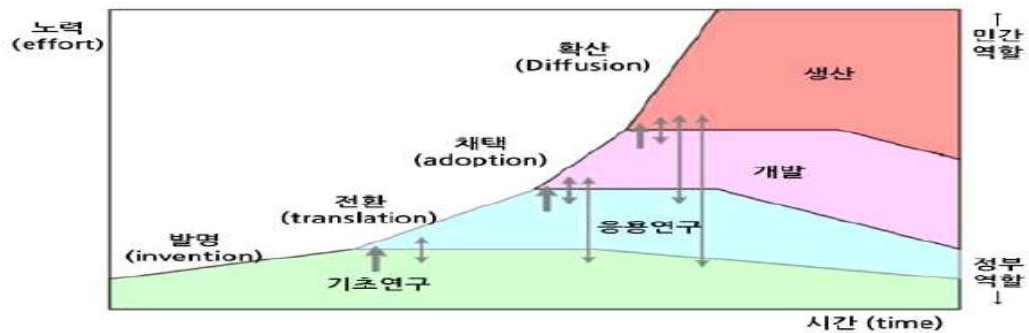 노력
(effort)
확산
(Diffusion)
생산
↑
민간
역할
채택
(adoption)
개발
전환
(translation)
응용연구
발명
(invention)
기초연구
정부
역할
↓
시간 (time)